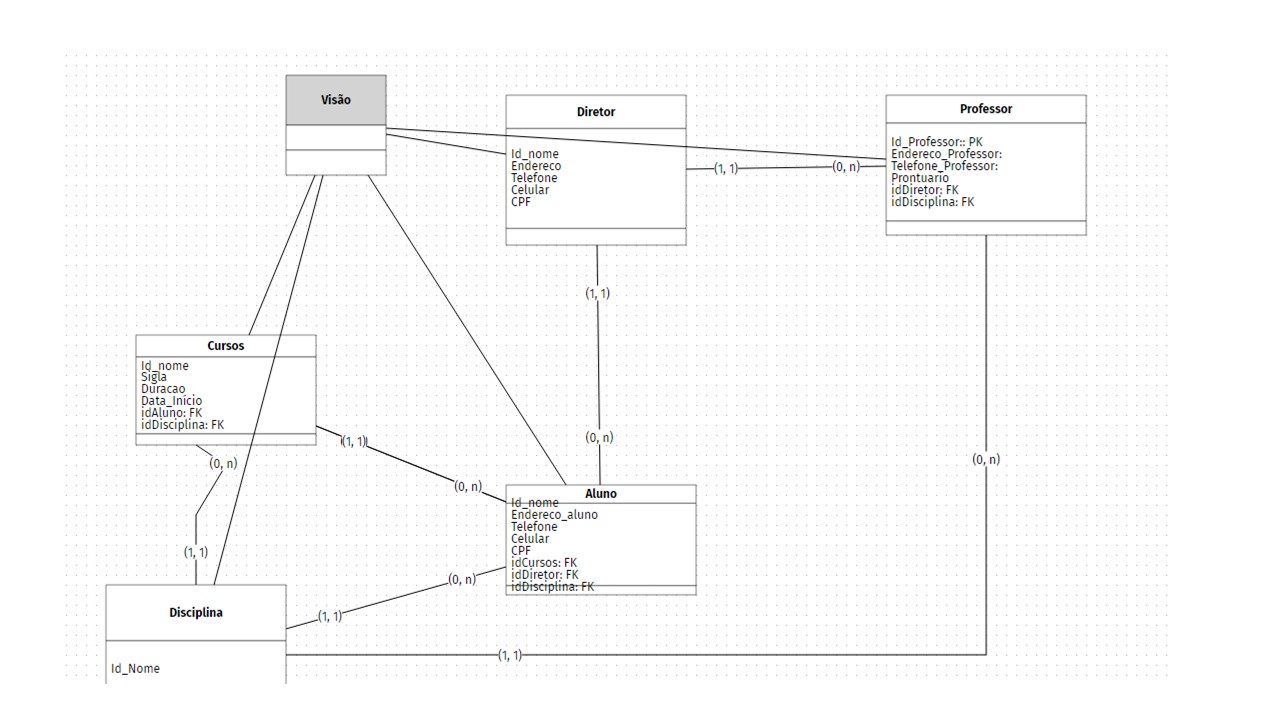 Visão
Diretor
Id_nome
Endereco
Telefone
Celular
CPF
Professor
Id_Professor:: PK
Endereco_Professor:
Telefone_Professor:
Prontuario
idDiretor: FK
idDisciplina: FK
(1, 1)
(0, n)
(1, 1)
Cursos
Id_nome
Sigla
Duracao
Data_Inicio
idAluno: FK
idDisciplina: FK
(1, 1)
(0, n)
(0, n)
(0, n)
(0, n)
(1, 1)
Aluno
Id_nome
Endereco_aluno
Telefone
Celular
CPF
idCursos: FK
idDiretor: FK
idDisciplina: FK
(0, n)
(1, 1)
Disciplina
Id_Nome
(1, 1)